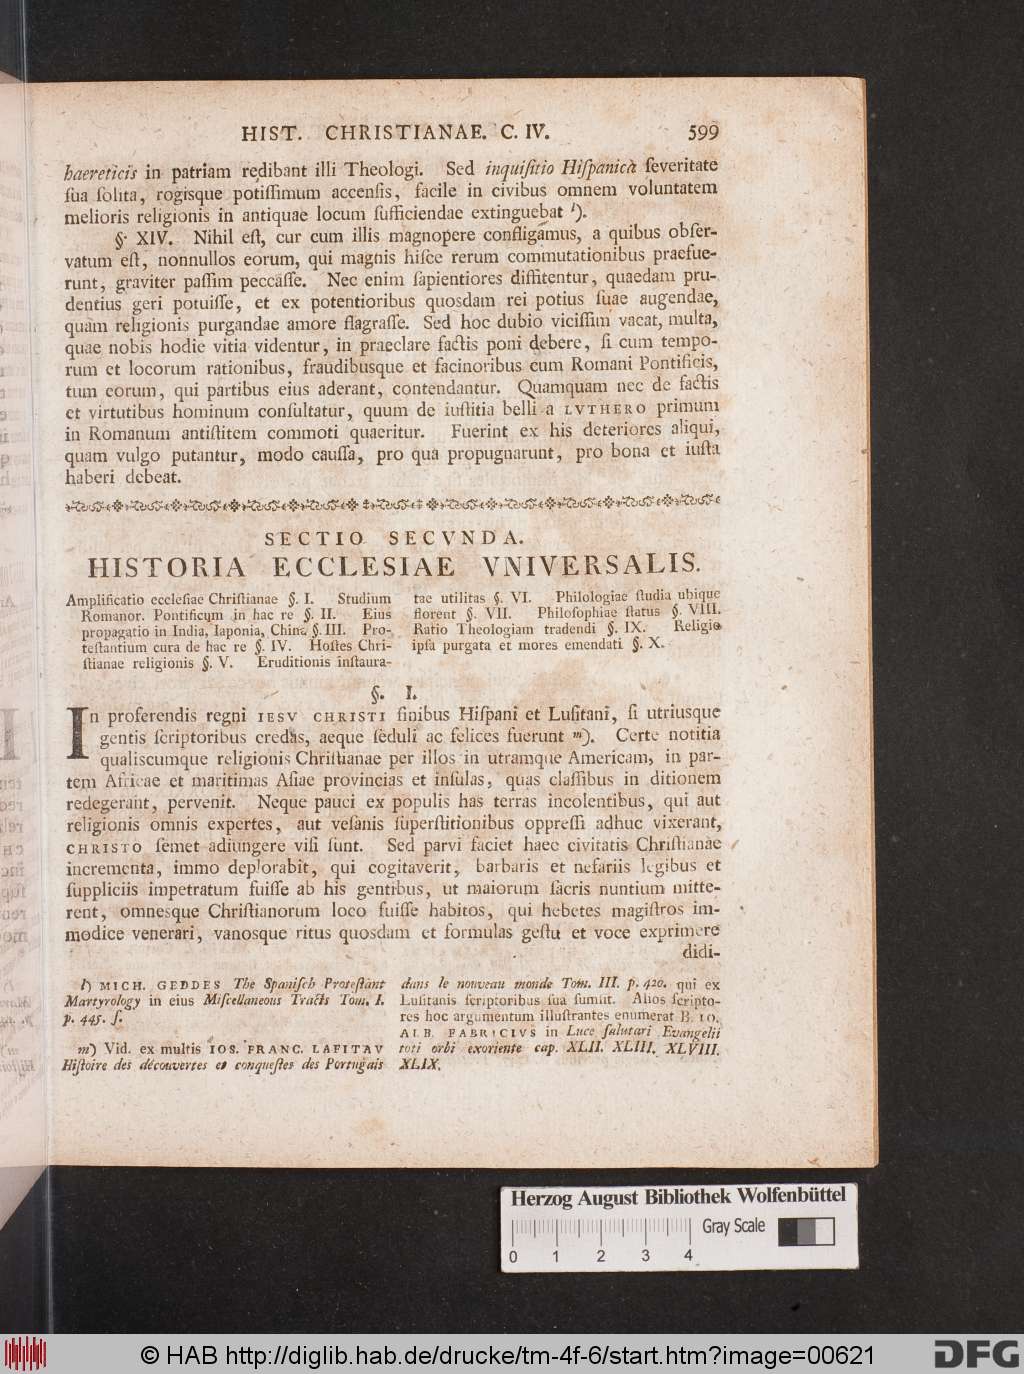 HIST. CHRISTIANAE. C. IV. 599
haereticis in patriam redibant illi Theologi. Sed inquiſitio Hiſpanica ſeveritate
ſua ſolita, rogisque potiſſimum accenſis, facile in civibus omnem voluntatem
melioris religionis in antiquae locum ſufficiendae extinguebat l).
§. XIV. Nihil eſt, cur cum illis magnopere confligamus, a quibus obſer-
vatum eſt, nonnullos eorum, qui magnis hiſce rerum commutationibus praefue-
runt, graviter paſſim peccaſſe. Nec enim ſapientiores diffitentur, quaedam pru-
dentius geri potuiſſe, et ex potentioribus quosdam rei potius ſuae augendae,
quam religionis purgandae amore flagraſſe. Sed hoc dubio viciſſim vacat, multa,
quae nobis hodie vitia videntur, in praeclare factis poni debere, ſi cum tempo-
rum et locorum rationibus, fraudibusque et facinoribus cum Romani Pontificis,
tum eorum, qui partibus eius aderant, contendantur. Quamquam nec de factis
et virtutibus hominum conſultatur, quum de iuſtitia belli a LVTHERO primum
in Romanum antiſtitem commoti quaeritur. Fuerint ex his deteriores aliqui,
quam vulgo putantur, modo cauſſa, pro qua propugnarunt, pro bona et iuſta
haberi debeat.
SECTIO SECVNDA.
HISTORIA ECCLESIAE VNIVERSALIS.
Amplificatio eccleſiae Chriſtianae §. I. Studium
Romanor. Pontificum in hac re §. II. Eius
propagatio in India, Iaponia, China §. III. Pro-
teſtantium cura de hac re §. IV. Hoſtes Chri-
ſtianae religionis §. V. Eruditionis inſtaura-
tae utilitas §. VI. Philologiae ſtudia ubique
florent §. VII. Philoſophiae ſtatus §. VIII.
Ratio Theologiam tradendi §. IX. Religio
ipſa purgata et mores emendati §. X.
§. I.
In proferendis regni IESV CHRISTI finibus Hiſpani et Luſitani, ſi utriusque
gentis ſcriptoribus credas, aeque ſeduli ac felices fuerunt m). Certe notitia
qualiscumque religionis Chriſtianae per illos in utramque Americam, in par-
tem Africae et maritimas Aſiae provincias et inſulas, quas claſſibus in ditionem
redegerant, pervenit. Neque pauci ex populis has terras incolentibus, qui aut
religionis omnis expertes, aut veſanis ſuperſtitionibus oppreſſi adhuc vixerant,
CHRISTO ſemet adiungere viſi ſunt. Sed parvi faciet haec civitatis Chriſtianae
incrementa, immo deplorabit, qui cogitaverit, barbaris et nefariis legibus et
ſuppliciis impetratum fuiſſe ab his gentibus, ut maiorum ſacris nuntium mitte-
rent, omnesque Chriſtianorum loco fuiſſe habitos, qui hebetes magiſtros im-
modice venerari, vanosque ritus quosdam et formulas geſtu et voce exprimere
didi-
l) MICH. GEDDES The Spaniſch Proteſtant
Martyrology in eius Miſcellaneous Tracts Tom. I.
p. 445. ſ.
m) Vid. ex multis IOS. FRANC. LAFITAV
Hiſtoire des découvertes et conqueſtes des Portugais
dans le nouveau monde Tom. III. p. 420. qui ex
Luſitanis ſcriptoribus ſua ſumſit. Alios ſcripto-
res hoc argumentum illuſtrantes enumerat B. IO.
ALB. FABRICIVS in Luce ſalutari Evangelii
toti orbi exoriente cap. XLII. XLIII. XLVIII.
XLIX.
Herzog August Bibliothek Wolfenbüttel
Gray Scale
0 1 2 3 4
© HAB http://diglib.hab.de/drucke/tm-4f-6/start.htm?image=00621
DFG